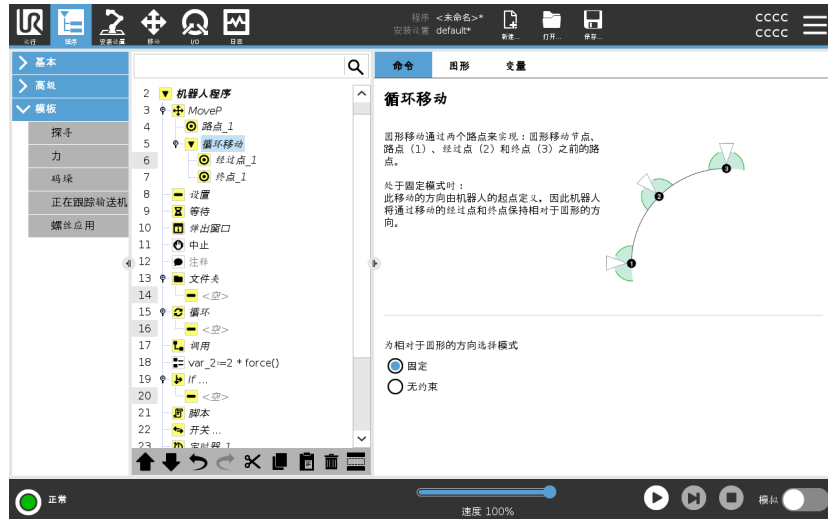 程序 <未命名>*
安装设置 default*
运行 程序 安装设置 移动 I/O 日志 新建... 打开... 保存...
cccc
cccc
基本
高级
模板
探寻
力
码垛
正在跟踪输送机
螺丝应用
2 机器人程序
3 MoveP
4 路点_1
5 循环移动
6 经过点_1
7 终点_1
8 设置
9 等待
10 弹出窗口
11 中止
12 注释
13 文件夹
14 <空>
15 循环
16 <空>
17 调用
18 var_2≔2 * force()
19 If ...
20 <空>
21 脚本
22 开关 ...
23 定时器_1
命令 图形 变量
循环移动
圆形移动通过两个路点来实现：圆形移动节点、
路点（1）、经过点（2）和终点（3）之前的路
点。
处于固定模式时：
此移动的方向由机器人的起点定义，因此机器人
将通过移动的经过点和终点保持相对于圆形的方
向。
1
2
3
为相对于圆形的方向选择模式
固定
无约束
正常
速度 100%
模拟